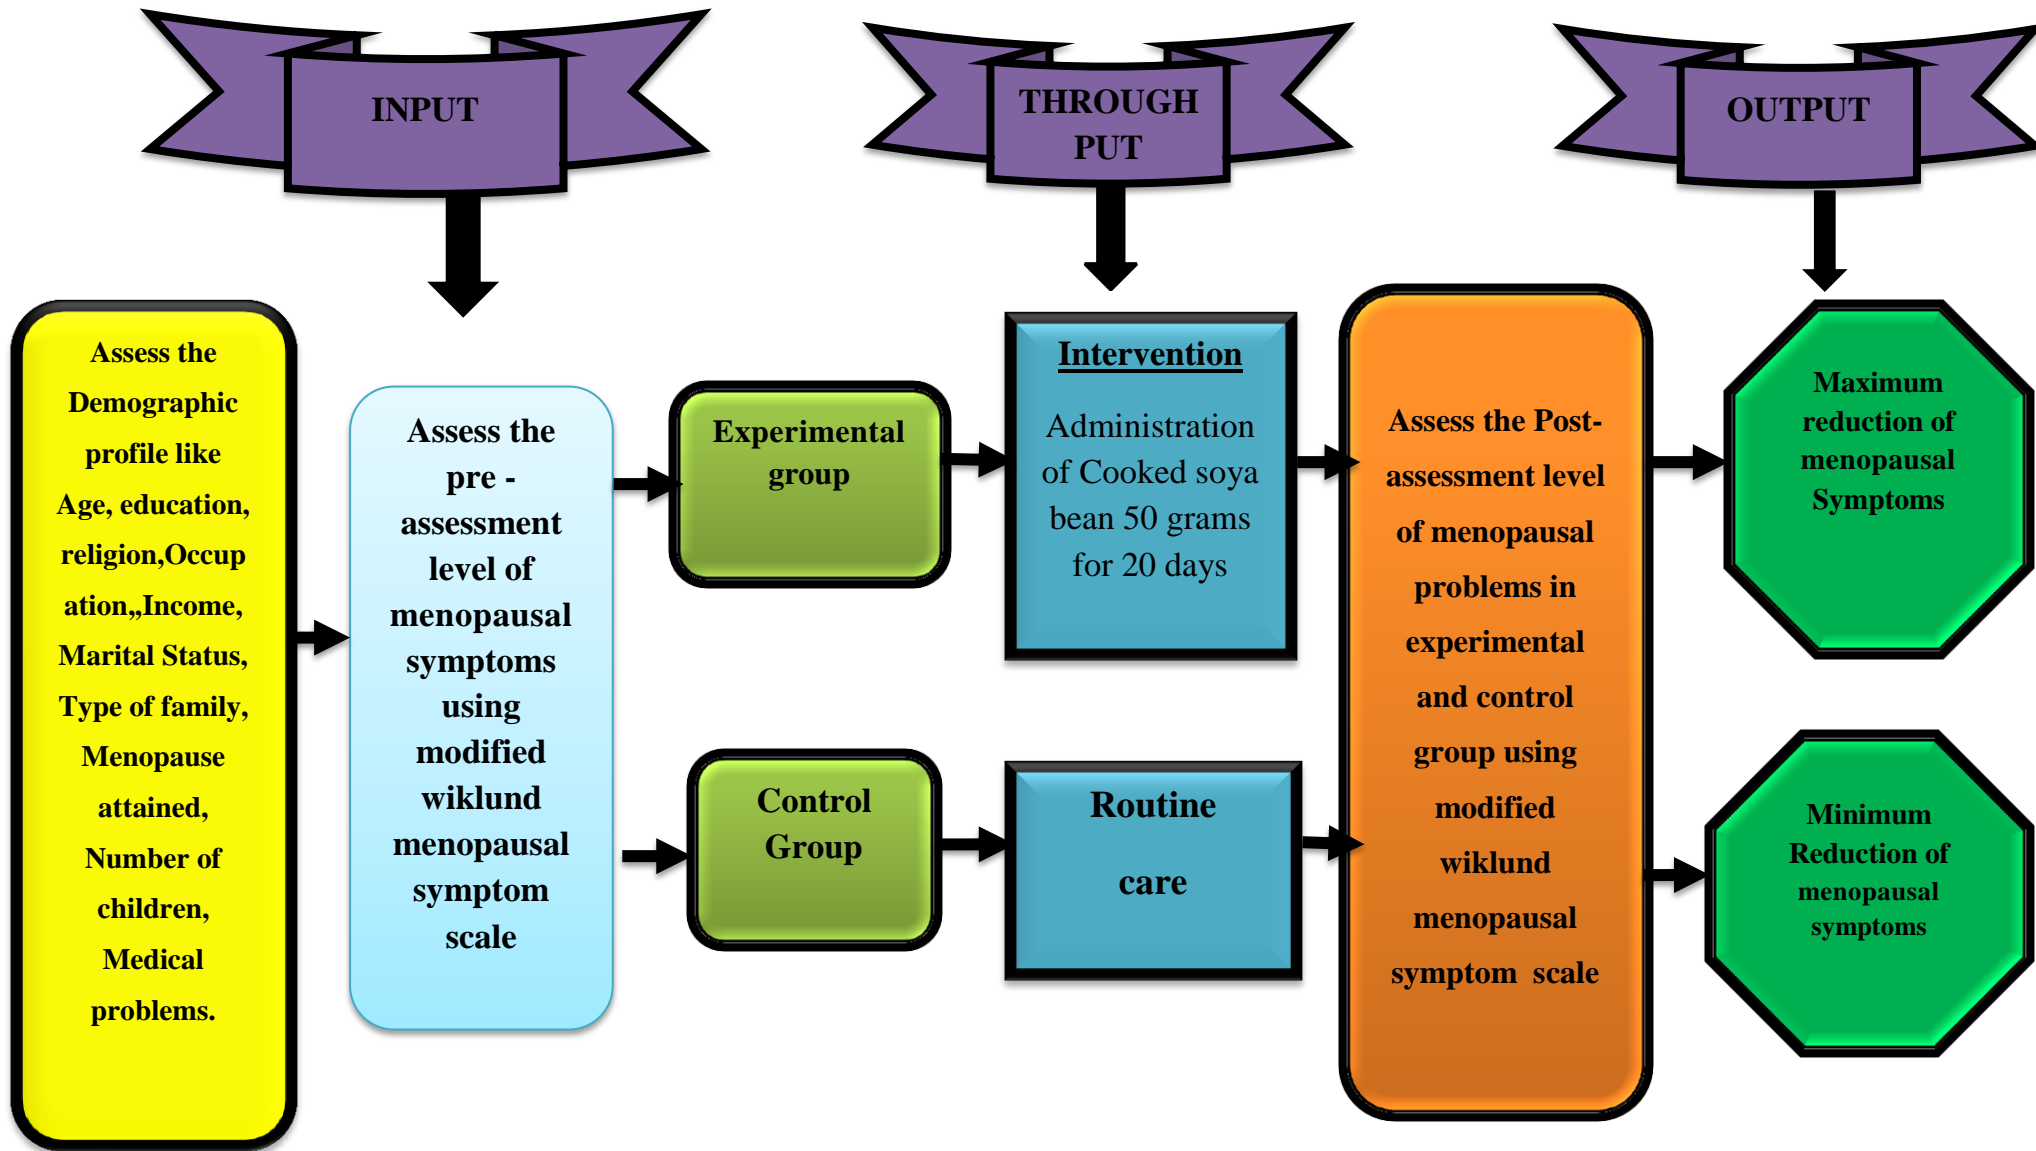 INPUT
THROUGH
PUT
OUTPUT
Assess the
Demographic
profile like
Age, education,
religion,Occup
ation,,Income,
Marital Status,
Type of family,
Menopause
attained,
Number of
children,
Medical
problems.
Assess the
pre -
assessment
level of
menopausal
symptoms
using
modified
wiklund
menopausal
symptom
scale
Experimental
group
Control
Group
Intervention
Administration
of Cooked soya
bean 50 grams
for 20 days
Routine
care
Assess the Post-
assessment level
of menopausal
problems in
experimental
and control
group using
modified
wiklund
menopausal
symptom scale
Maximum
reduction of
menopausal
Symptoms
Minimum
Reduction of
menopausal
symptoms